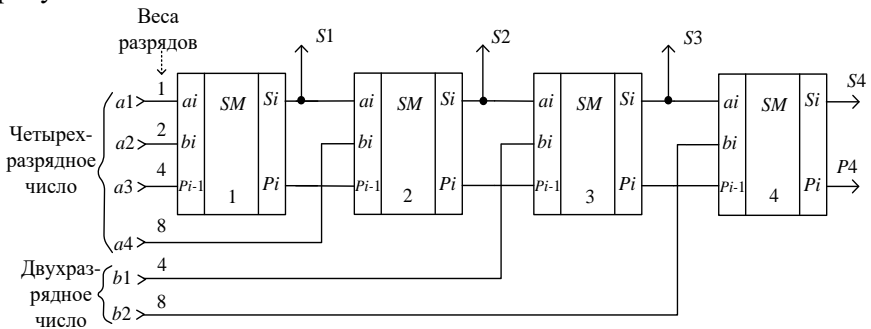 Веса
разрядов
S1
S2
S3
1
a1
ai
SM
Si
ai
SM
Si
ai
SM
Si
ai
SM
Si
S4
Четырех-
разрядное
число
2
a2
bi
bi
bi
bi
4
a3
Pi-1
1
Pi
Pi-1
2
Pi
Pi-1
3
Pi
Pi-1
4
Pi
P4
8
a4
Двухраз-
рядное
число
4
b1
8
b2